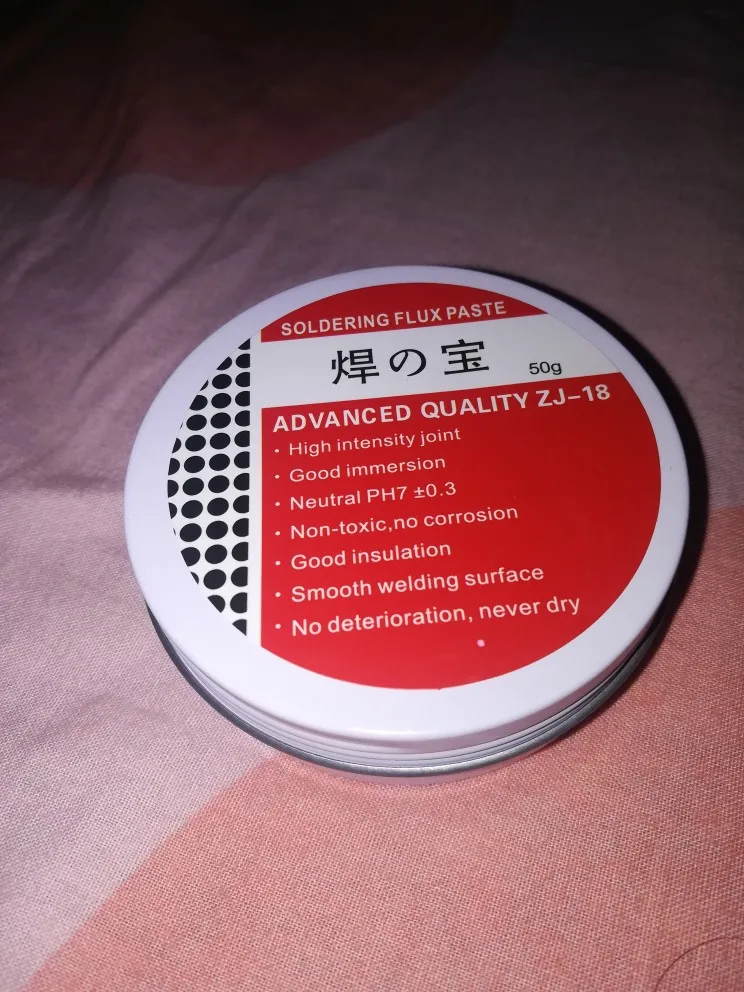 SOLDERING FLUX PASTE
焊の宝 50g
ADVANCED QUALITY ZJ-18
· High intensity joint
· Good immersion
· Neutral PH7 ±0.3
· Non-toxic,no corrosion
· Good insulation
· Smooth welding surface
· No deterioration, never dry